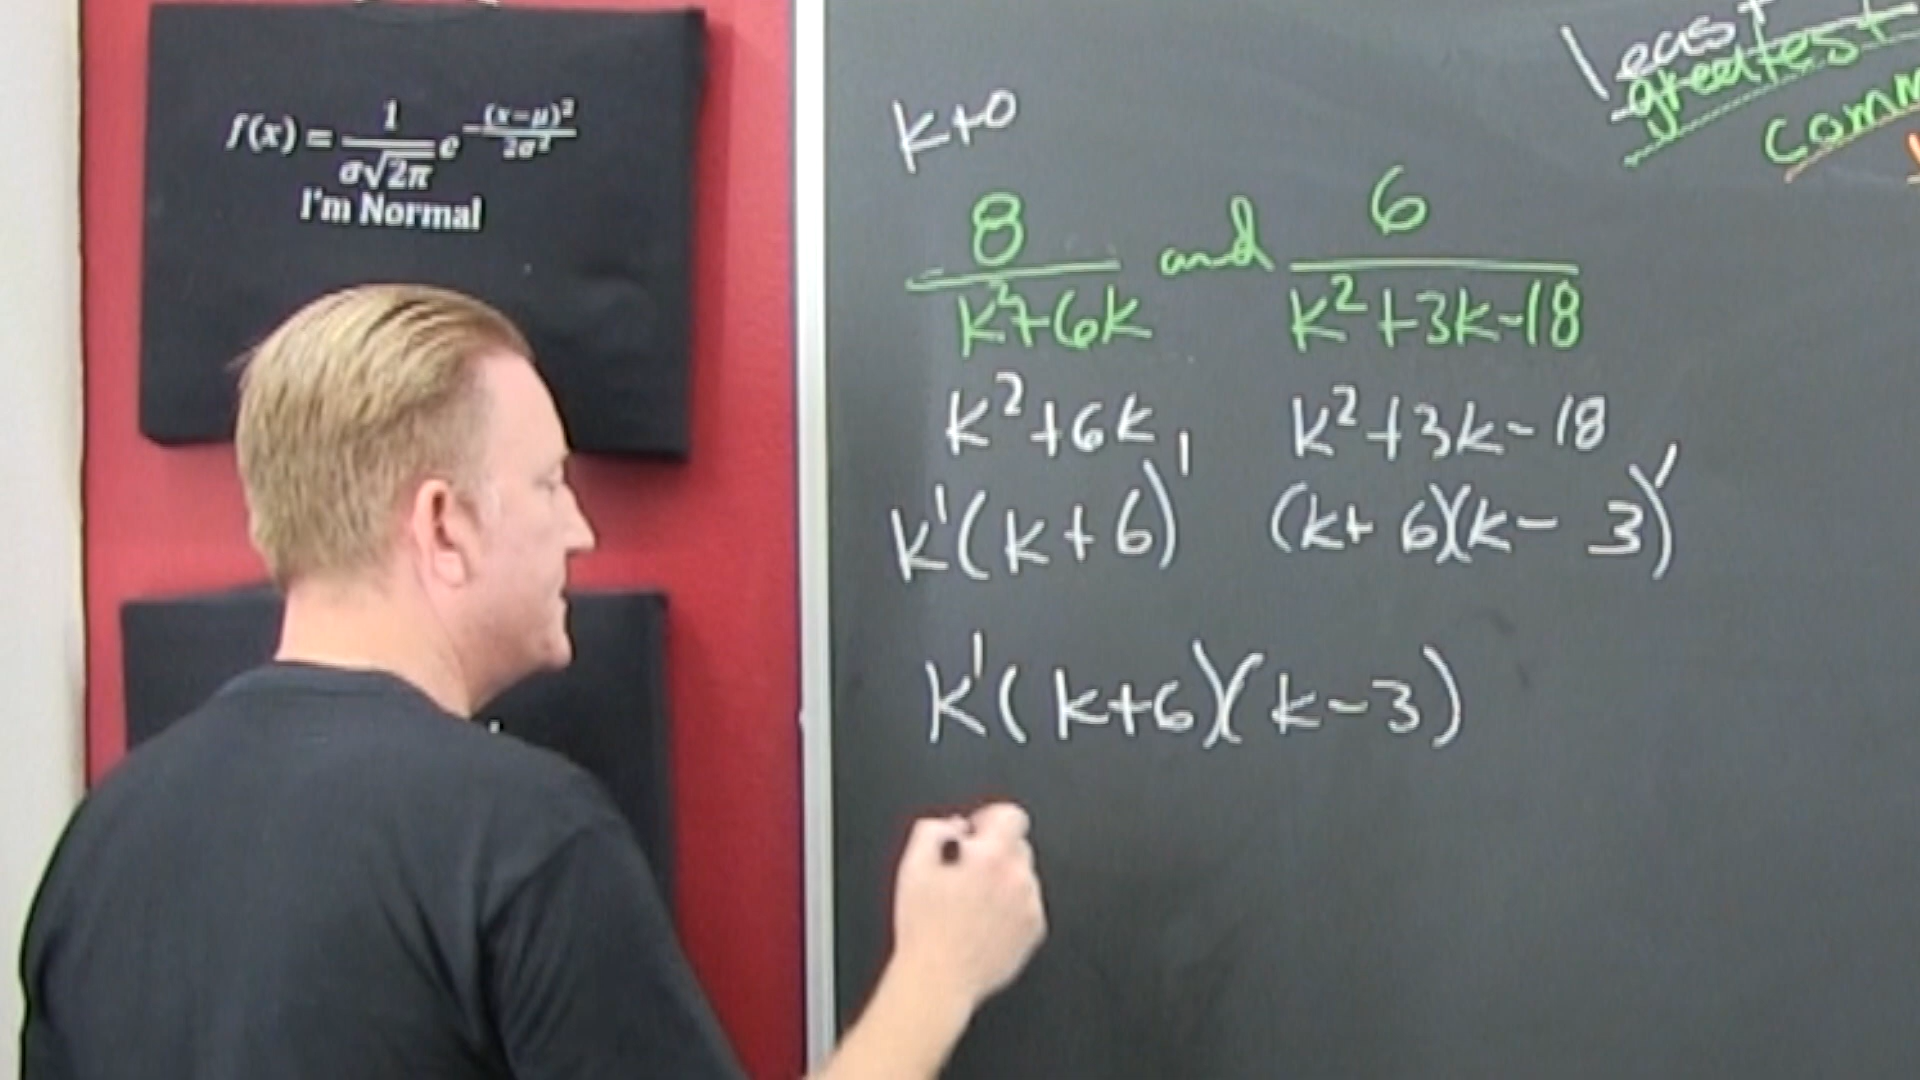 f(x) = 1/(σ√2π) e^(-(x-μ)²/(2σ²))
I'm Normal
least
greatest
comm
k+0
8/(k²+6k) and 6/(k²+3k-18)
k²+6k k²+3k-18
k¹(k+6)¹ (k+6)(k-3)¹
k¹(k+6)(k-3)